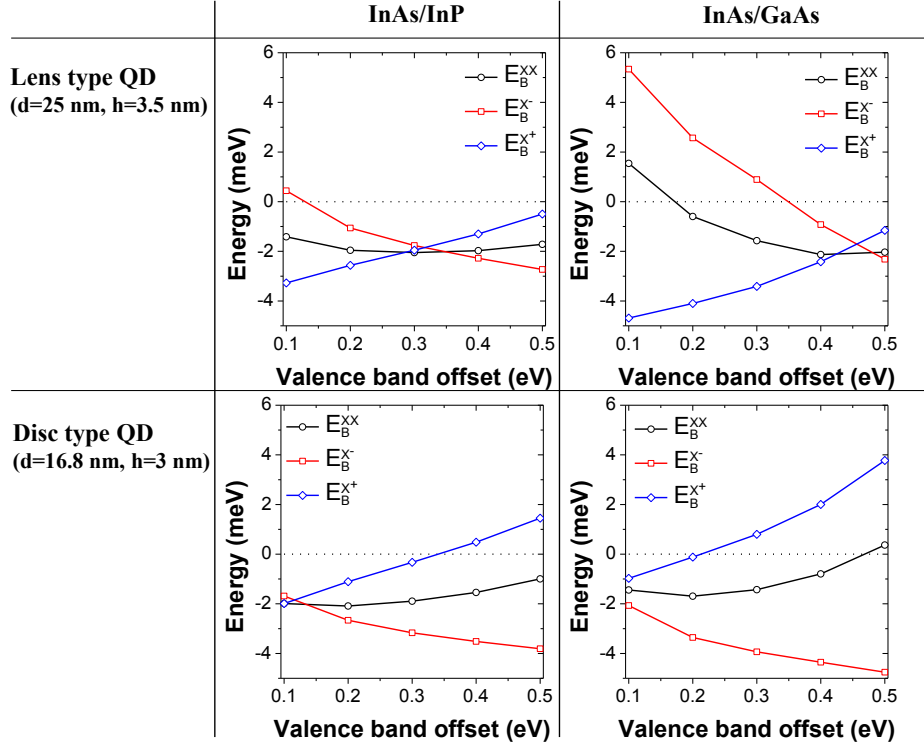 InAs/InP
InAs/GaAs
Lens type QD
(d=25 nm, h=3.5 nm)
6
4
2
0
-2
-4
Energy (meV)
E_B^XX
E_B^X-
E_B^X+
0.1 0.2 0.3 0.4 0.5
Valence band offset (eV)
6
4
2
0
-2
-4
Energy (meV)
E_B^XX
E_B^X-
E_B^X+
0.1 0.2 0.3 0.4 0.5
Valence band offset (eV)
Disc type QD
(d=16.8 nm, h=3 nm)
6
4
2
0
-2
-4
Energy (meV)
E_B^XX
E_B^X-
E_B^X+
0.1 0.2 0.3 0.4 0.5
Valence band offset (eV)
6
4
2
0
-2
-4
Energy (meV)
E_B^XX
E_B^X-
E_B^X+
0.1 0.2 0.3 0.4 0.5
Valence band offset (eV)